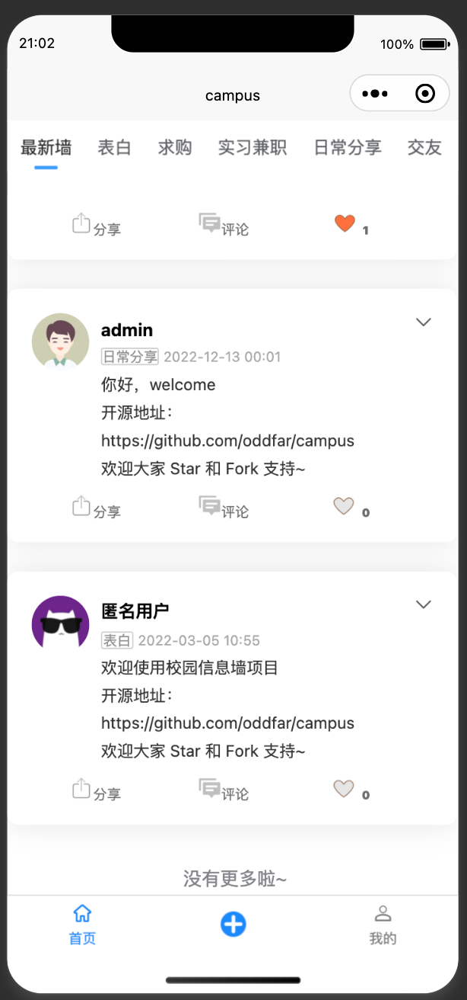 21:02
100%
campus
最新墙 表白 求购 实习兼职 日常分享 交友
分享 评论 1
admin
日常分享 2022-12-13 00:01
你好，welcome
开源地址：
https://github.com/oddfar/campus
欢迎大家 Star 和 Fork 支持~
分享 评论 0
匿名用户
表白 2022-03-05 10:55
欢迎使用校园信息墙项目
开源地址：
https://github.com/oddfar/campus
欢迎大家 Star 和 Fork 支持~
分享 评论 0
没有更多啦~
首页 我的